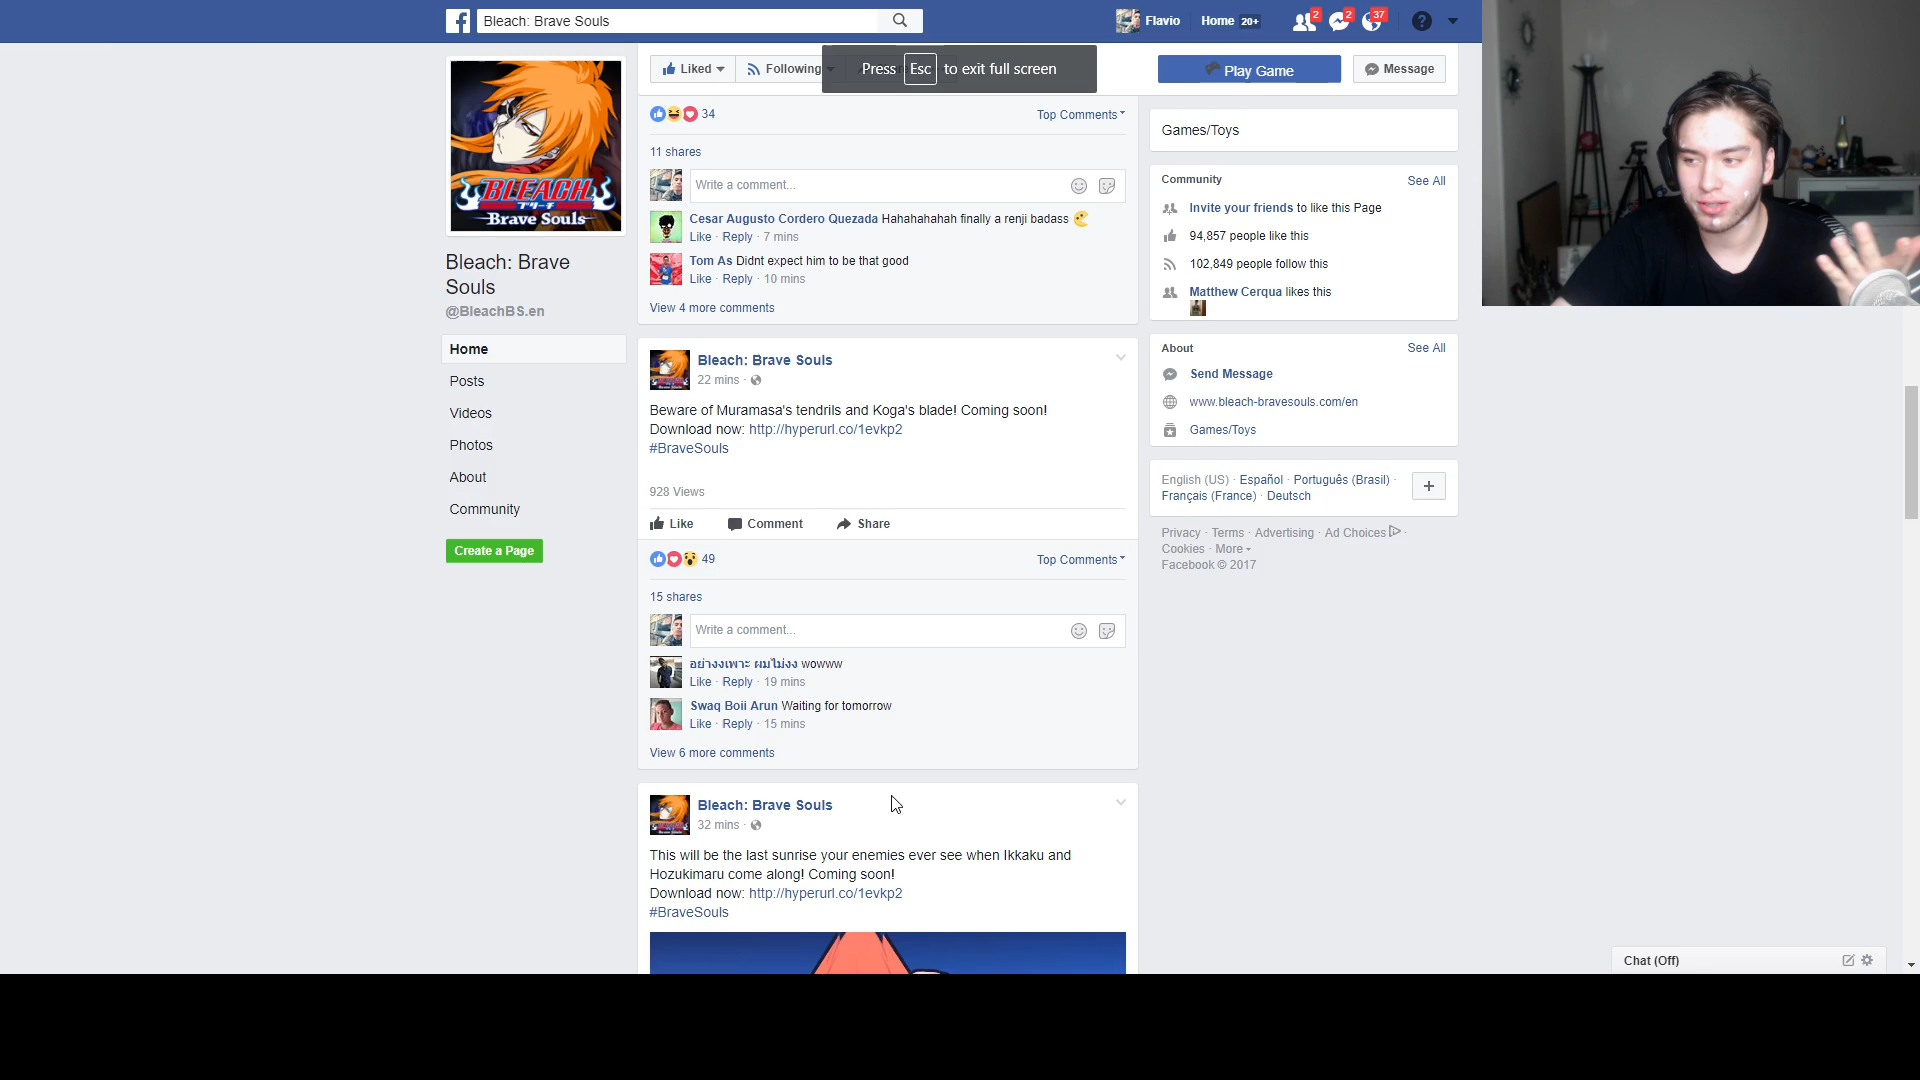 Bleach: Brave Souls
Flavio
Home 20+
2
2
37
Liked
Following
Press Esc to exit full screen
Play Game
Message
BLEACH
ブリーチ
Brave Souls
Bleach: Brave
Souls
@BleachBS.en
Home
Posts
Videos
Photos
About
Community
Create a Page
34
Top Comments
11 shares
Write a comment...
Cesar Augusto Cordero Quezada Hahahahahah finally a renji badass
Like · Reply · 7 mins
Tom As Didnt expect him to be that good
Like · Reply · 10 mins
View 4 more comments
Bleach: Brave Souls
22 mins ·
Beware of Muramasa's tendrils and Koga's blade! Coming soon!
Download now: http://hyperurl.co/1evkp2
#BraveSouls
928 Views
Like
Comment
Share
49
Top Comments
15 shares
Write a comment...
อย่างงเพาะ ผมไม่งง wowww
Like · Reply · 19 mins
Swaq Boii Arun Waiting for tomorrow
Like · Reply · 15 mins
View 6 more comments
Bleach: Brave Souls
32 mins ·
This will be the last sunrise your enemies ever see when Ikkaku and
Hozukimaru come along! Coming soon!
Download now: http://hyperurl.co/1evkp2
#BraveSouls
Games/Toys
Community
See All
Invite your friends to like this Page
94,857 people like this
102,849 people follow this
Matthew Cerqua likes this
About
See All
Send Message
www.bleach-bravesouls.com/en
Games/Toys
English (US) · Español · Português (Brasil) ·
Français (France) · Deutsch
Privacy · Terms · Advertising · Ad Choices ·
Cookies · More
Facebook © 2017
Chat (Off)